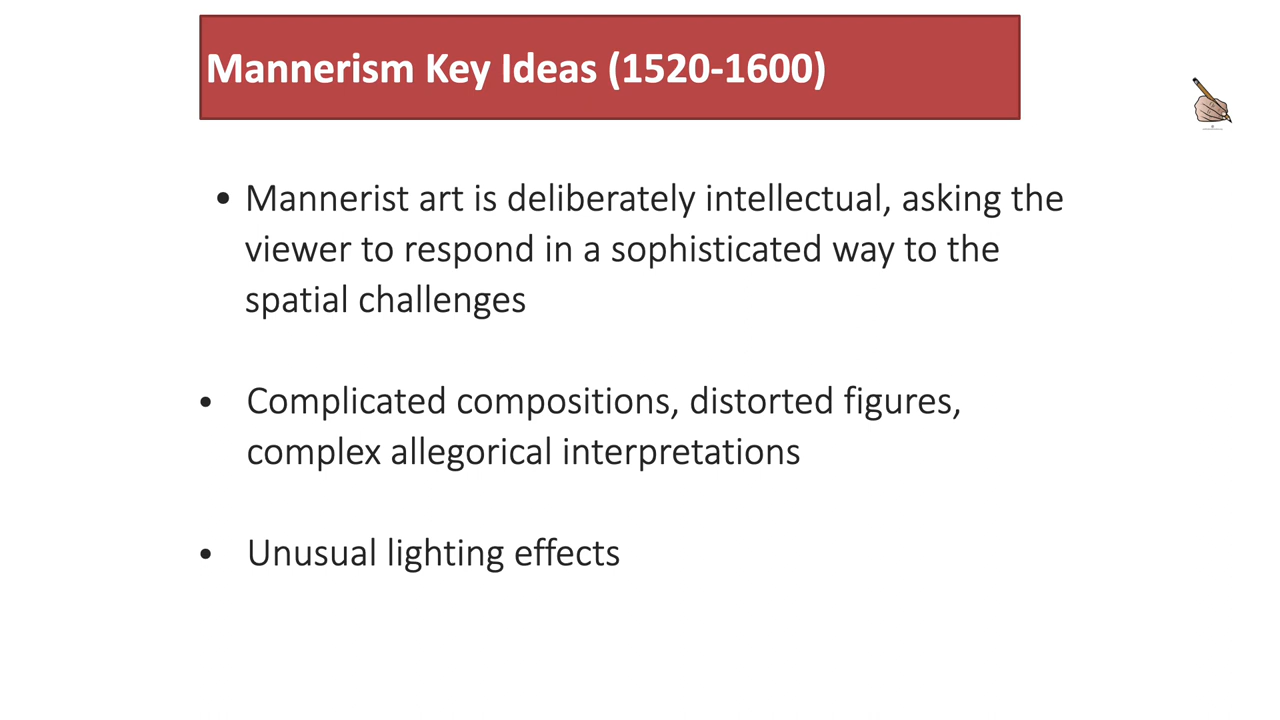 Mannerism Key Ideas (1520-1600)
• Mannerist art is deliberately intellectual, asking the
viewer to respond in a sophisticated way to the
spatial challenges
• Complicated compositions, distorted figures,
complex allegorical interpretations
• Unusual lighting effects